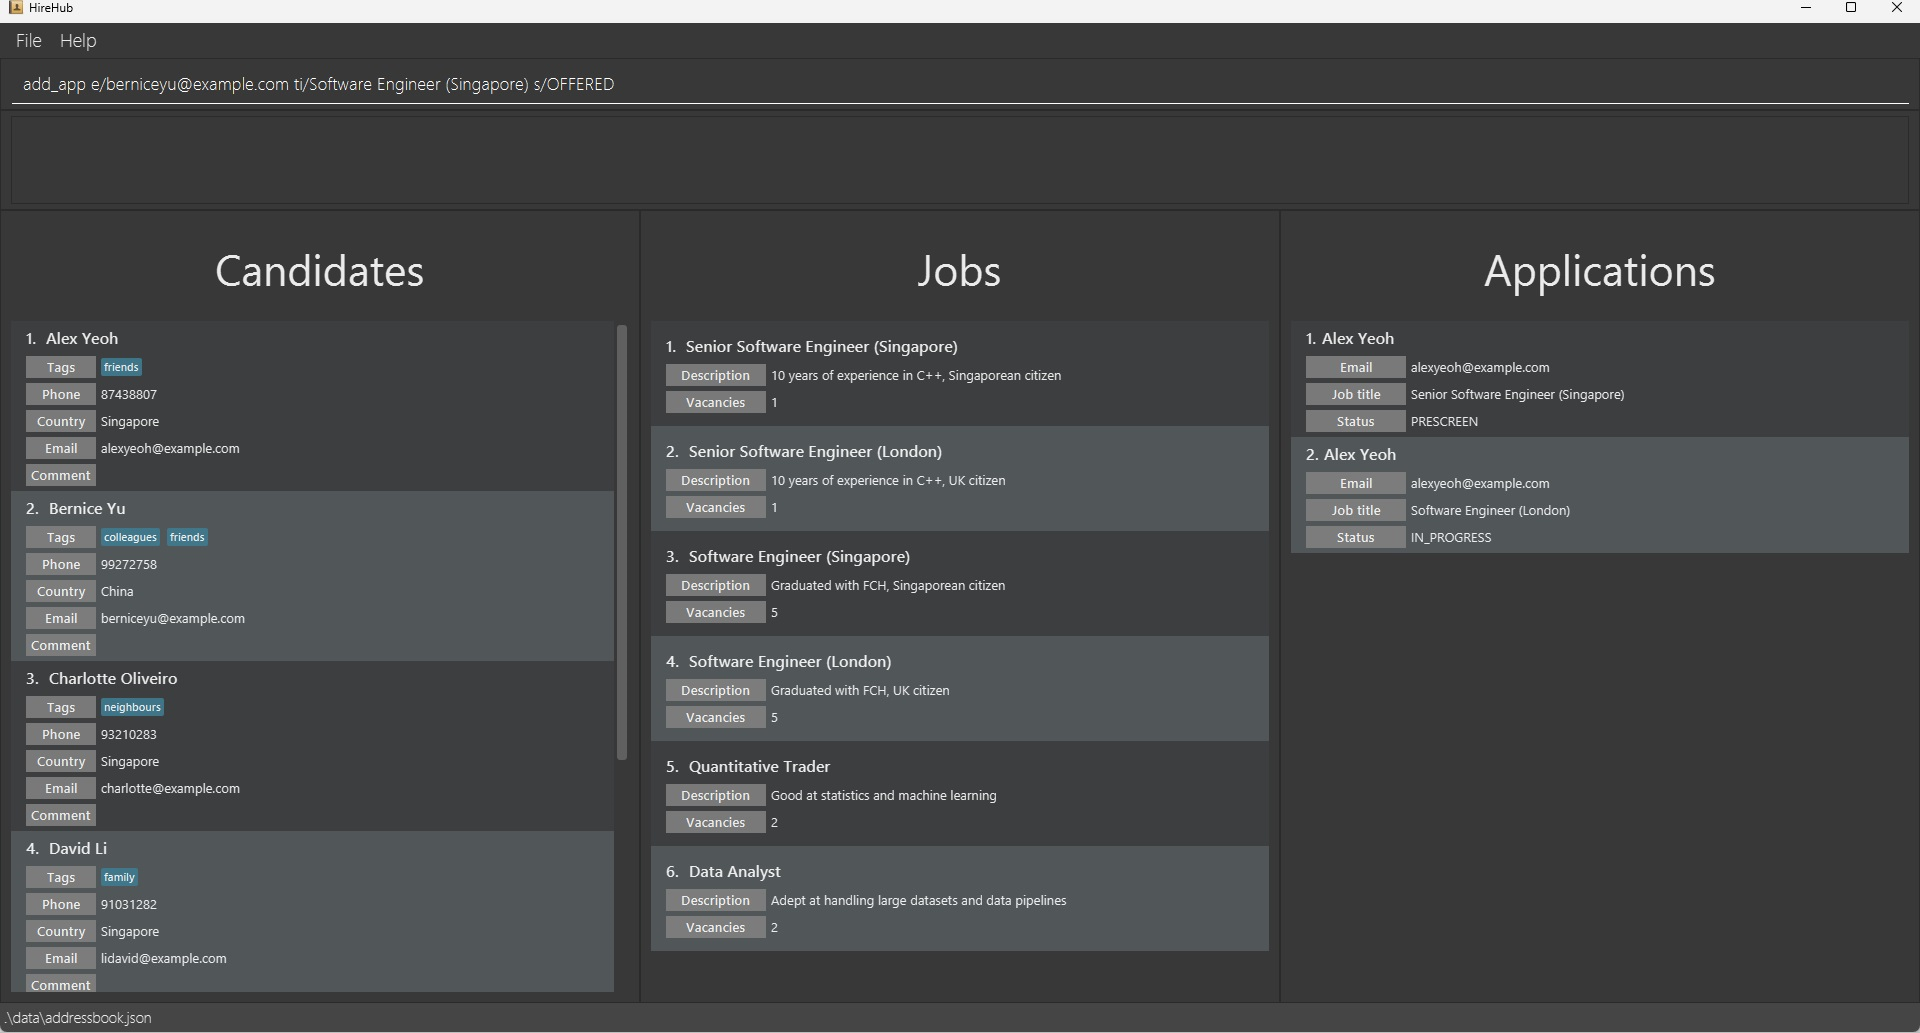 HireHub
File Help
add_app e/berniceyu@example.com ti/Software Engineer (Singapore) s/OFFERED
Candidates
1. Alex Yeoh
Tags friends
Phone 87438807
Country Singapore
Email alexyeoh@example.com
Comment
2. Bernice Yu
Tags colleagues friends
Phone 99272758
Country China
Email berniceyu@example.com
Comment
3. Charlotte Oliveiro
Tags neighbours
Phone 93210283
Country Singapore
Email charlotte@example.com
Comment
4. David Li
Tags family
Phone 91031282
Country Singapore
Email lidavid@example.com
Comment
Jobs
1. Senior Software Engineer (Singapore)
Description 10 years of experience in C++, Singaporean citizen
Vacancies 1
2. Senior Software Engineer (London)
Description 10 years of experience in C++, UK citizen
Vacancies 1
3. Software Engineer (Singapore)
Description Graduated with FCH, Singaporean citizen
Vacancies 5
4. Software Engineer (London)
Description Graduated with FCH, UK citizen
Vacancies 5
5. Quantitative Trader
Description Good at statistics and machine learning
Vacancies 2
6. Data Analyst
Description Adept at handling large datasets and data pipelines
Vacancies 2
Applications
1. Alex Yeoh
Email alexyeoh@example.com
Job title Senior Software Engineer (Singapore)
Status PRESCREEN
2. Alex Yeoh
Email alexyeoh@example.com
Job title Software Engineer (London)
Status IN_PROGRESS
.\data\addressbook.json